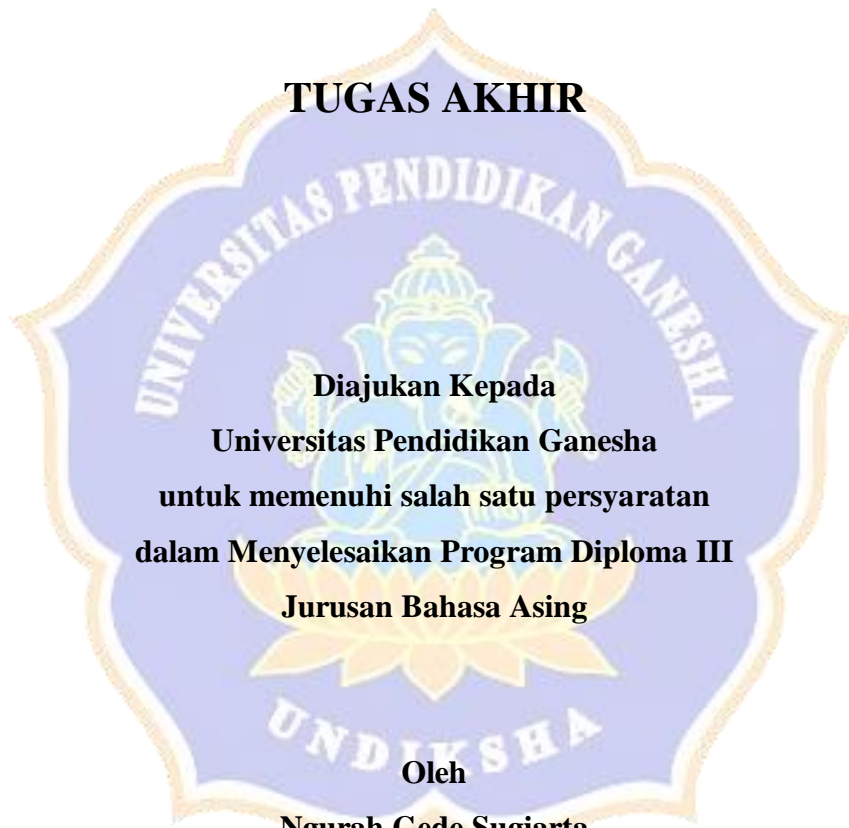 TUGAS AKHIR
UNIVERSITAS PENDIDIKAN GANESHA
Diajukan Kepada
Universitas Pendidikan Ganesha
untuk memenuhi salah satu persyaratan
dalam Menyelesaikan Program Diploma III
Jurusan Bahasa Asing
UNDIKSHA
Oleh
Ngurah Gede Sugiarta